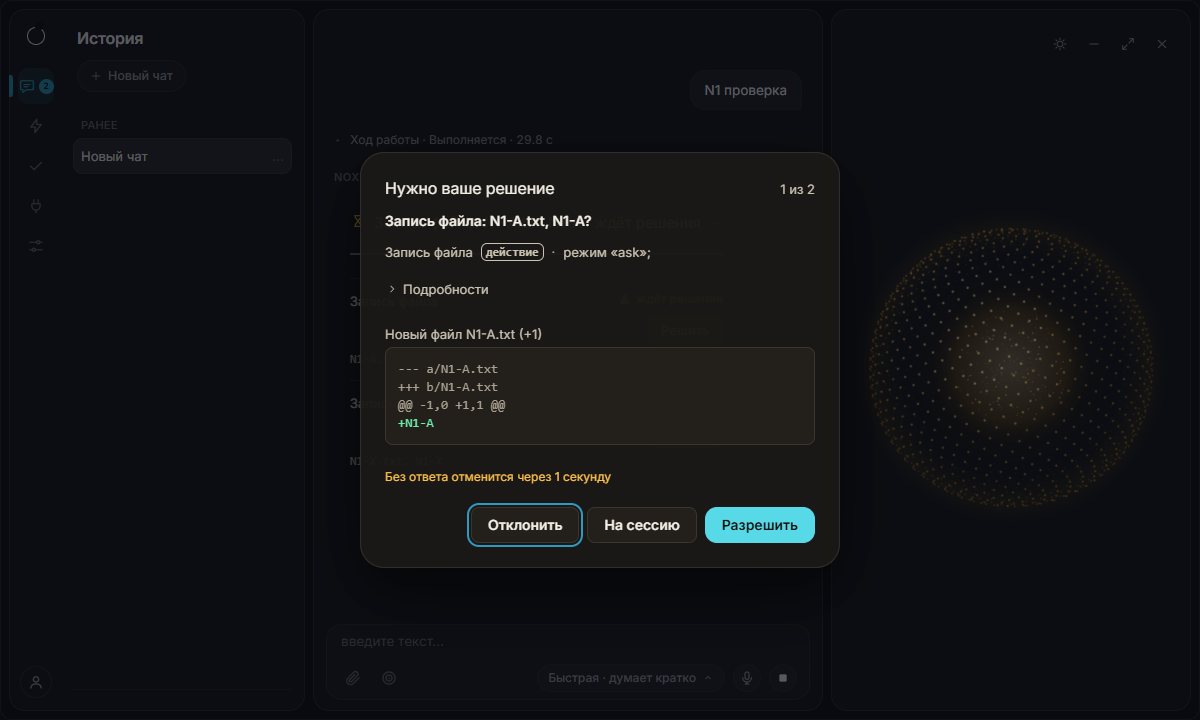 История
2
+ Новый чат
РАНЕЕ
Новый чат
...
N1 проверка
Ход работы · Выполняется · 29.8 с
NOX
Нужно ваше решение
1 из 2
Запись файла: N1-A.txt, N1-A?
Запись файла действие · режим «ask»;
Подробности
Новый файл N1-A.txt (+1)
--- a/N1-A.txt
+++ b/N1-A.txt
@@ -1,0 +1,1 @@
+N1-A
Без ответа отменится через 1 секунду
Отклонить
На сессию
Разрешить
введите текст...
Быстрая · думает кратко